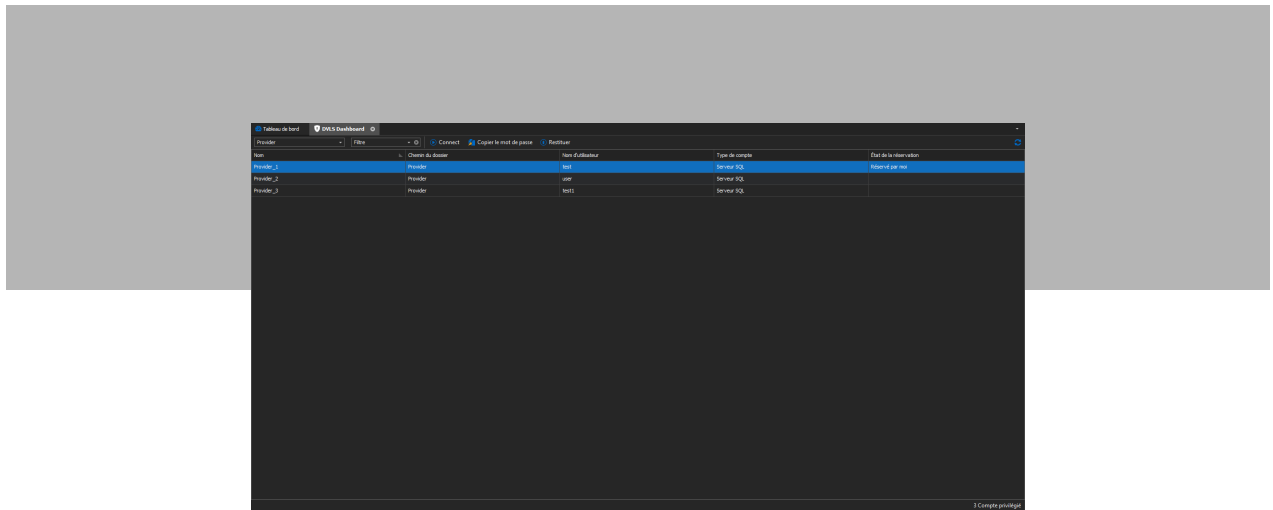 Tableau de bord DVLS Dashboard
Provider Filtre Connect Copier le mot de passe Restituer
Nom Chemin du dossier Nom d'utilisateur Type de compte État de la réservation
Provider_1 Provider test Serveur SQL Réservé par moi
Provider_2 Provider user Serveur SQL
Provider_3 Provider test1 Serveur SQL
3 Compte privilégié